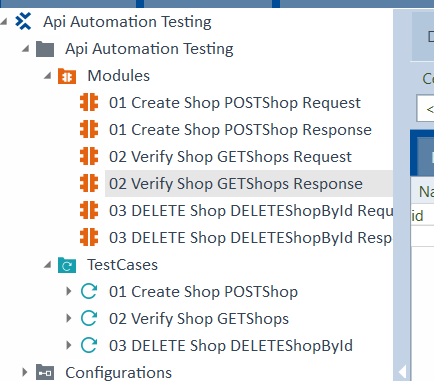 Api Automation Testing
Api Automation Testing
Modules
01 Create Shop POSTShop Request
01 Create Shop POSTShop Response
02 Verify Shop GETShops Request
02 Verify Shop GETShops Response
03 DELETE Shop DELETEShopById Requ
03 DELETE Shop DELETEShopById Resp
TestCases
01 Create Shop POSTShop
02 Verify Shop GETShops
03 DELETE Shop DELETEShopById
Configurations
D
Co
<
Na
id